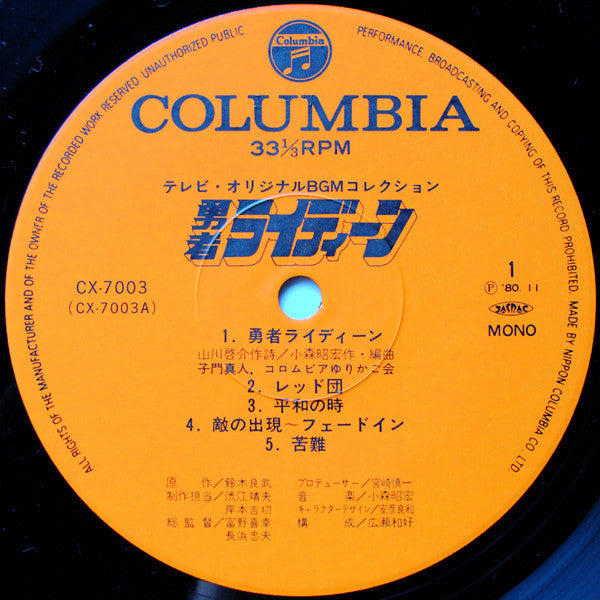 ALL RIGHTS OF THE MANUFACTURER AND OF THE OWNER OF THE RECORDED WORK RESERVED. UNAUTHORIZED PUBLIC PERFORMANCE, BROADCASTING AND COPYING OF THIS RECORD PROHIBITED. MADE BY NIPPON COLUMBIA CO. LTD.
Columbia
COLUMBIA
33⅓RPM
テレビ・オリジナルBGMコレクション
勇者ライディーン
CX-7003
(CX-7003A)
1
Ⓟ '80. 11
JASRAC
MONO
1. 勇者ライディーン
山川啓介作詩/小森昭宏作・編曲
子門真人, コロムビアゆりかご会
2. レッド団
3. 平和の時
4. 敵の出現~フェードイン
5. 苦難
原 作/鈴木良武 プロデューサー/宮崎慎一
制作担当/渋江靖夫 音 楽/小森昭宏
岸本吉功 キャラクターデザイン/安彦良和
総監督/富野喜幸 構 成/広瀬和好
長浜忠夫